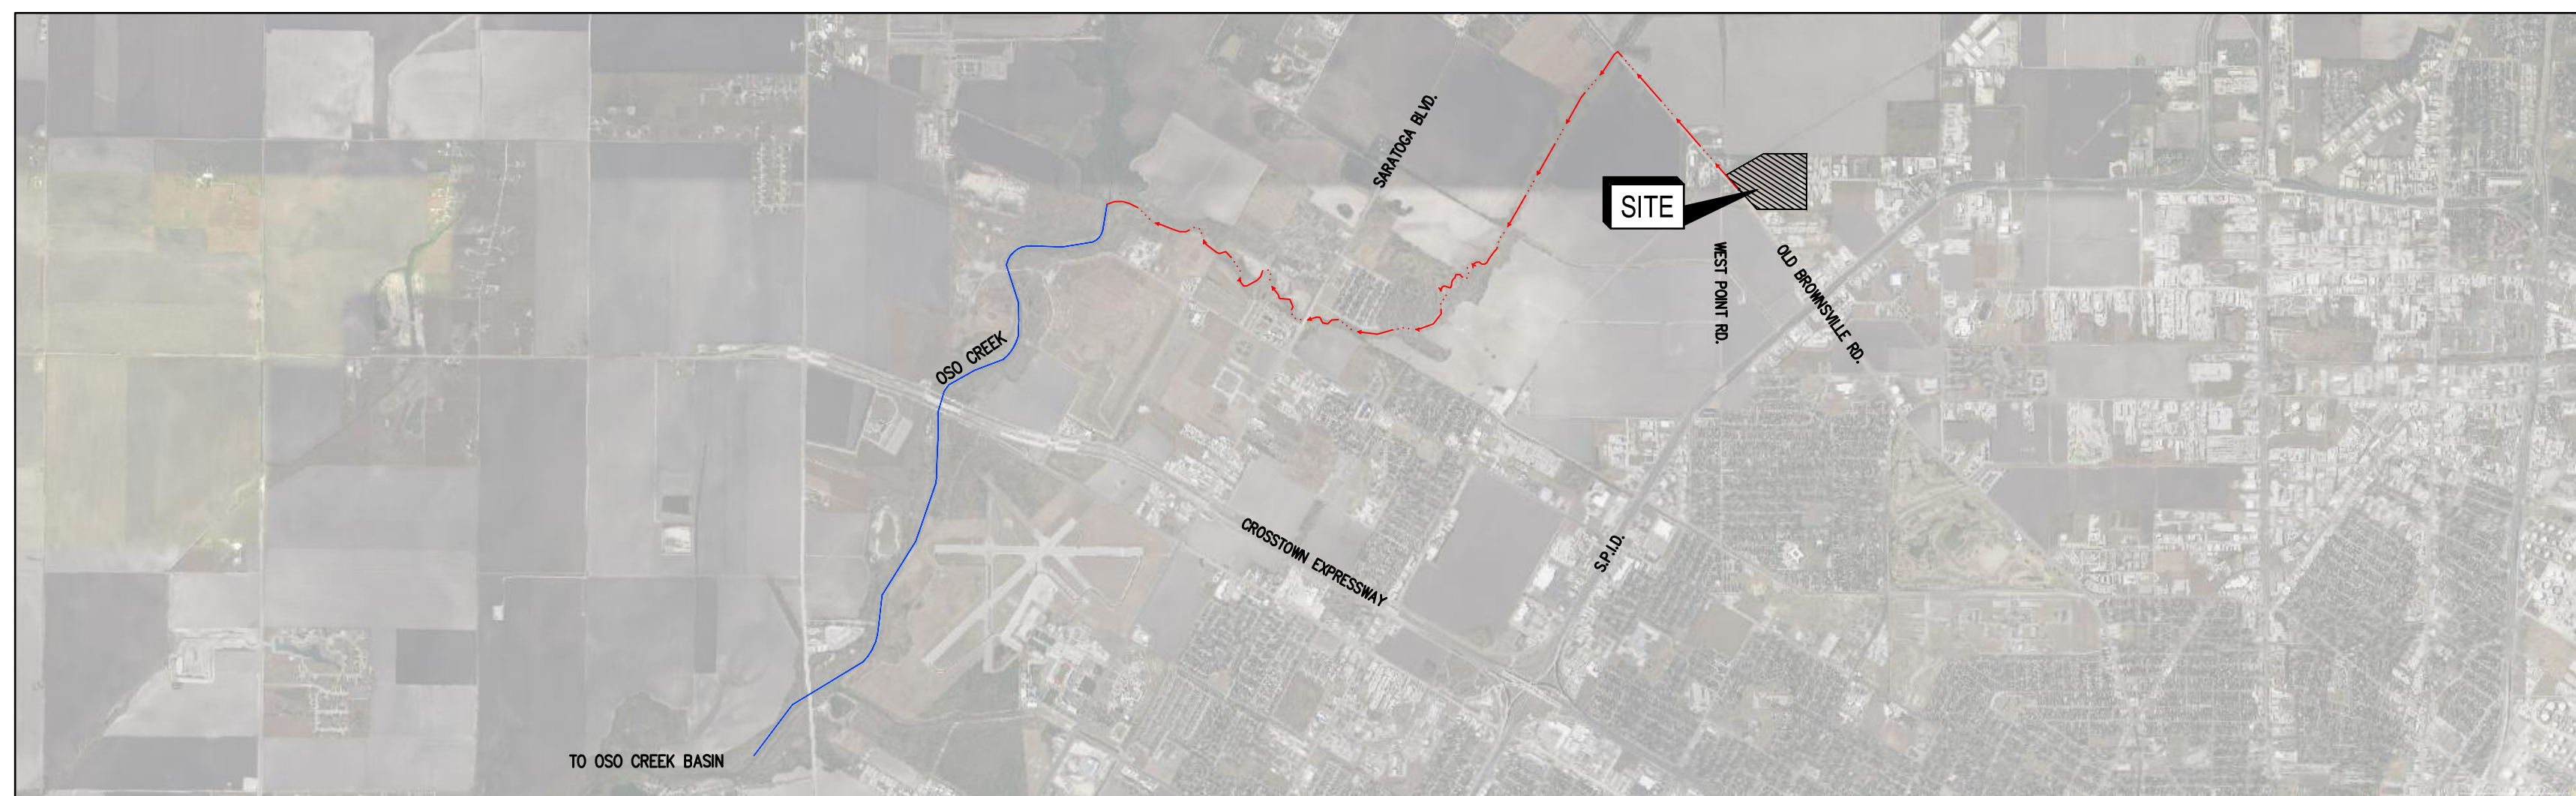 SARATOGA BLVD.
SITE
WEST POINT RD.
OLD BROWNSVILLE RD.
OSO CREEK
CROSSTOWN EXPRESSWAY
S.P.I.D.
TO OSO CREEK BASIN